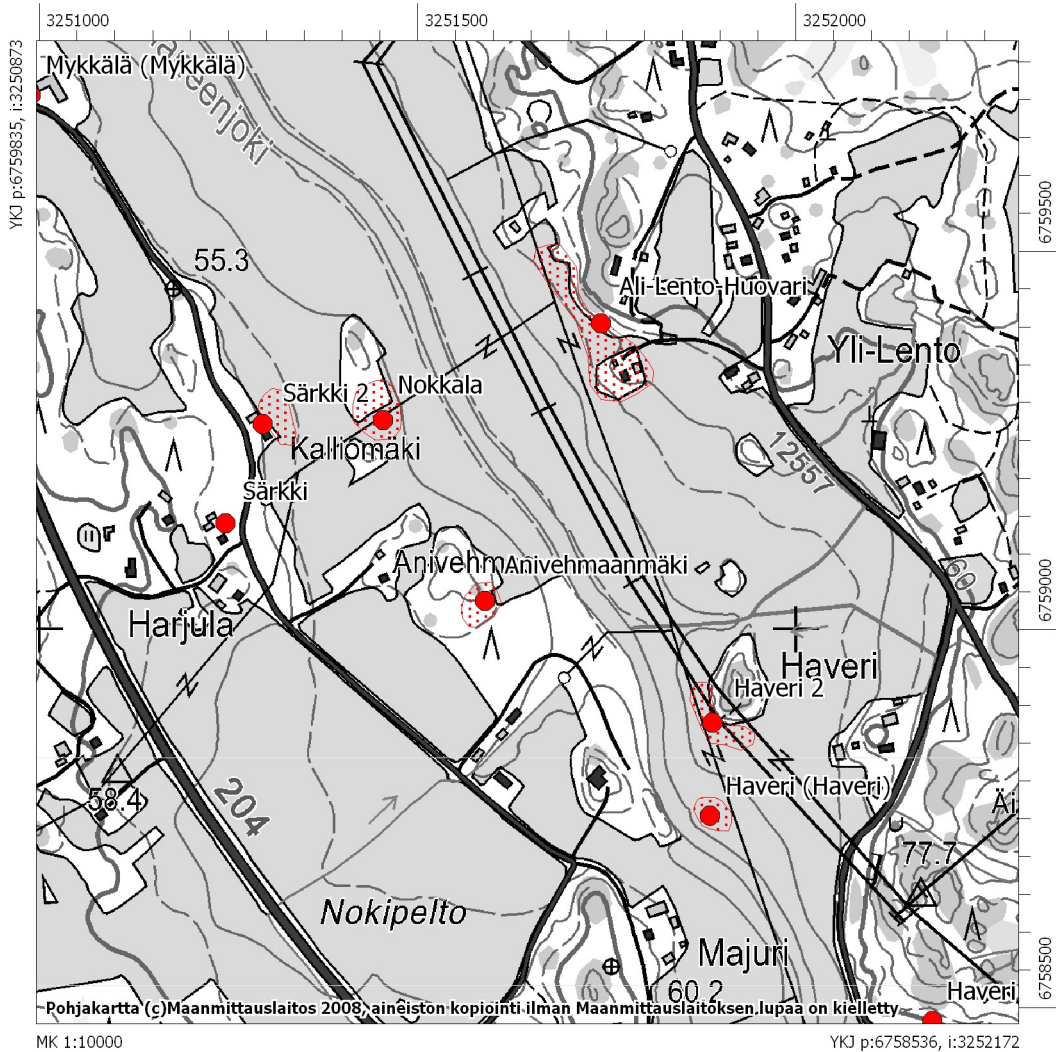 3251000
3251500
3252000
YKJ p:6759835, i:3250873
Mykkälä (Mykkälä)
eenjoki
6759500
55.3
Ali-Lento-Huovari
Yli-Lento
Nokkala
Särkki 2
Kalliomäki
12557
Särkki
Anivehm
Anivehmaanmäki
60
6759000
Harjula
Haveri
Haveri 2
Haveri (Haveri)
58.4
204
Äi
77.7
Nokipelto
Majuri
6758500
60.2
Haveri
Pohjakartta (c)Maanmittauslaitos 2008, aineiston kopiointi ilman Maanmittauslaitoksen lupaa on kielletty
MK 1:10000
YKJ p:6758536, i:3252172